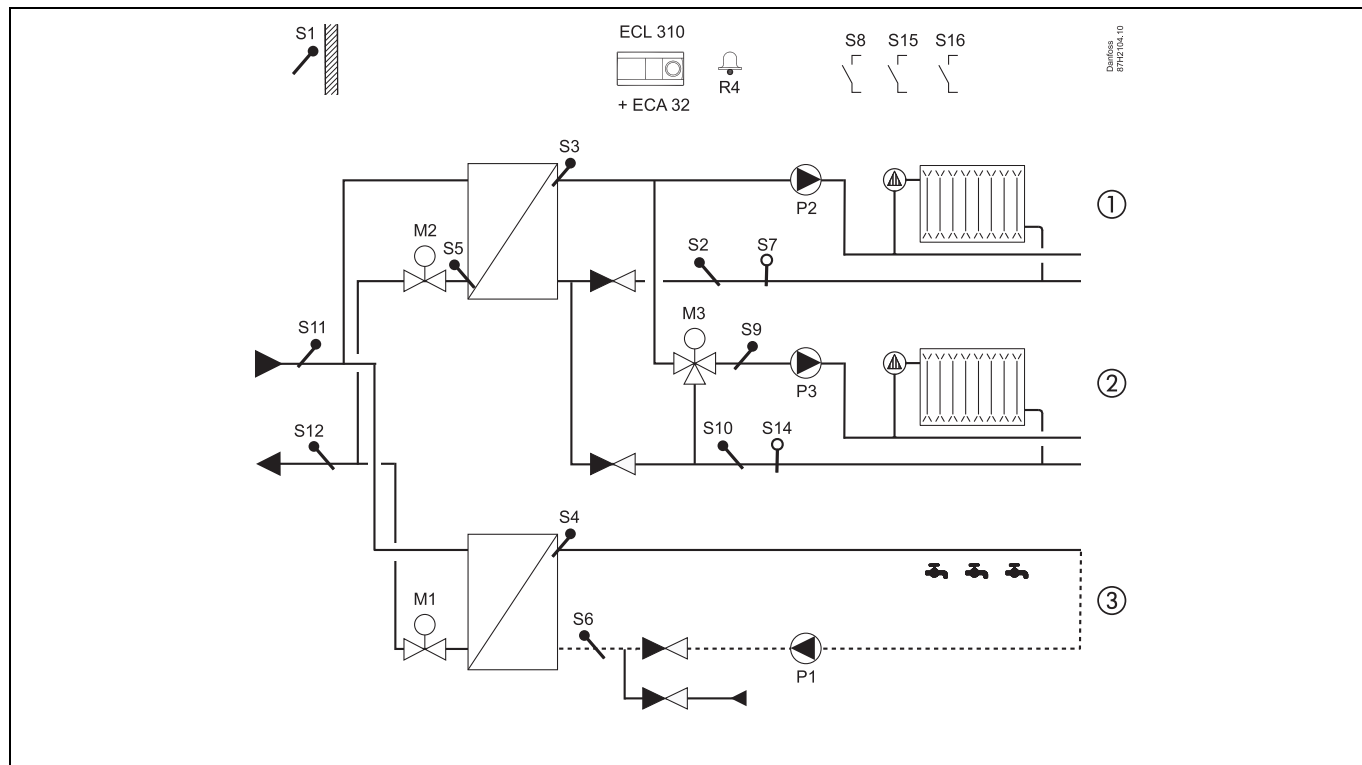 S1
ECL 310
+ ECA 32
R4
S8 S15 S16
Danfoss
87H2104.10
S3
P2
1
M2
S5
S2
S7
S11
M3
S9
P3
2
S12
S10
S14
S4
M1
S6
P1
3